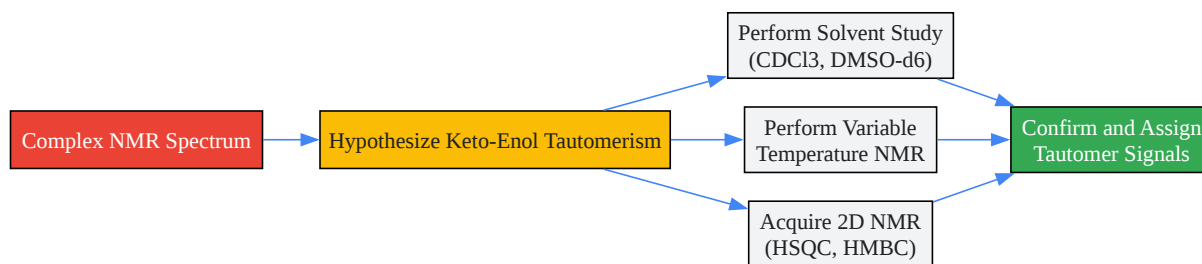 Complex NMR Spectrum
Hypothesize Keto-Enol Tautomerism
Perform Solvent Study
(CDCl3, DMSO-d6)
Perform Variable
Temperature NMR
Acquire 2D NMR
(HSQC, HMBC)
Confirm and Assign
Tautomer Signals